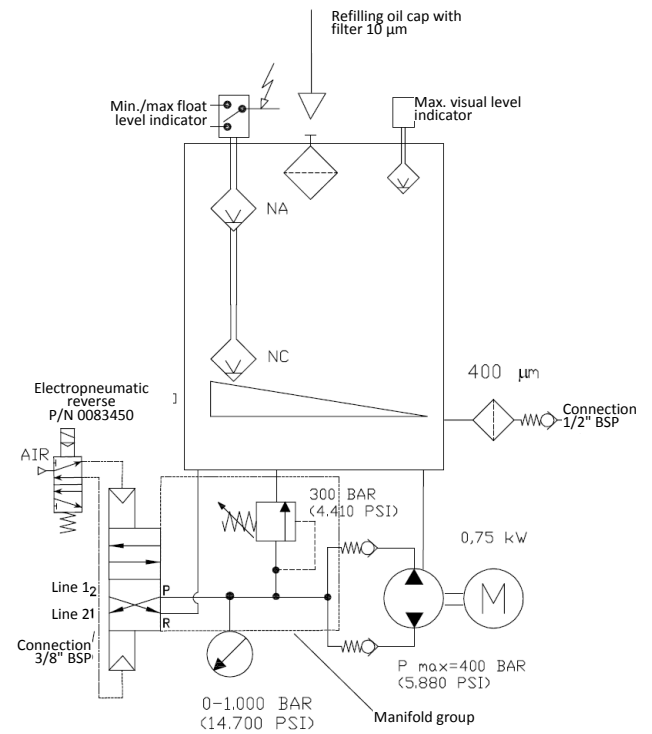 Refilling oil cap with
filter 10 µm
Min./max float
level indicator
Max. visual level
indicator
NA
NC
400 µm
Connection
1/2" BSP
Electropneumatic
reverse
P/N 0083450
AIR
300 BAR
(4.410 PSI)
0,75 kW
Line 1
2
P
Line 2
1
R
M
Connection
3/8" BSP
P max=400 BAR
(5.880 PSI)
0-1.000 BAR
(14.700 PSI)
Manifold group